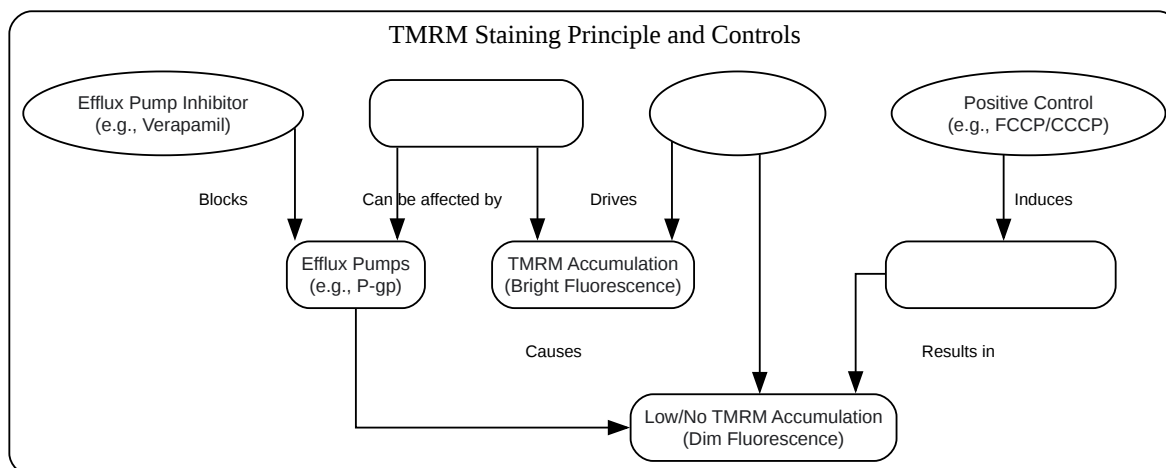 TMRM Staining Principle and Controls
Efflux Pump Inhibitor
(e.g., Verapamil)
Positive Control
(e.g., FCCP/CCCP)
Blocks
Can be affected by
Drives
Induces
Efflux Pumps
(e.g., P-gp)
TMRM Accumulation
(Bright Fluorescence)
Causes
Results in
Low/No TMRM Accumulation
(Dim Fluorescence)